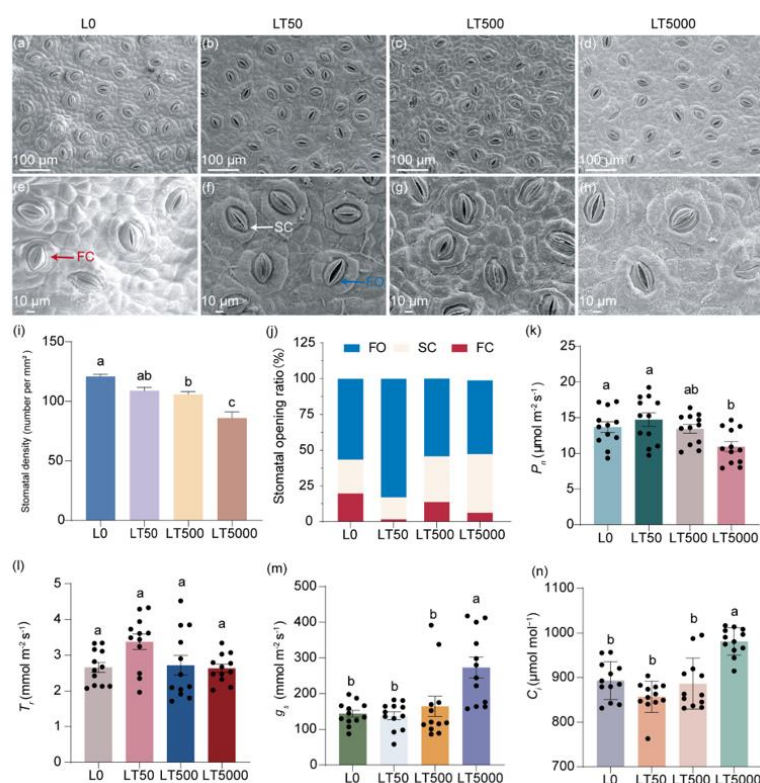 L0 LT50 LT500 LT5000
(a) (b) (c) (d)
100 μm 100 μm 100 μm 100 μm
(e) (f) (g) (h)
SC
FC
FO
10 μm 10 μm 10 μm 10 μm
(i)
Stomatal density (number per mm²)
150
100
50
0
a ab b c
L0 LT50 LT500 LT5000
(j)
Stomatal opening ratio (%)
FO SC FC
125
100
75
50
25
0
L0 LT50 LT500 LT5000
(k)
Pn (μmol m⁻² s⁻¹)
20
15
10
5
0
a a ab b
L0 LT50 LT500 LT5000
(l)
Tr (mmol m⁻² s⁻¹)
5
4
3
2
1
0
a a a a
L0 LT50 LT500 LT5000
(m)
gs (mmol m⁻² s⁻¹)
500
400
300
200
100
0
b b b a
L0 LT50 LT500 LT5000
(n)
Ci (μmol mol⁻¹)
1100
1000
900
800
700
b b b a
L0 LT50 LT500 LT5000